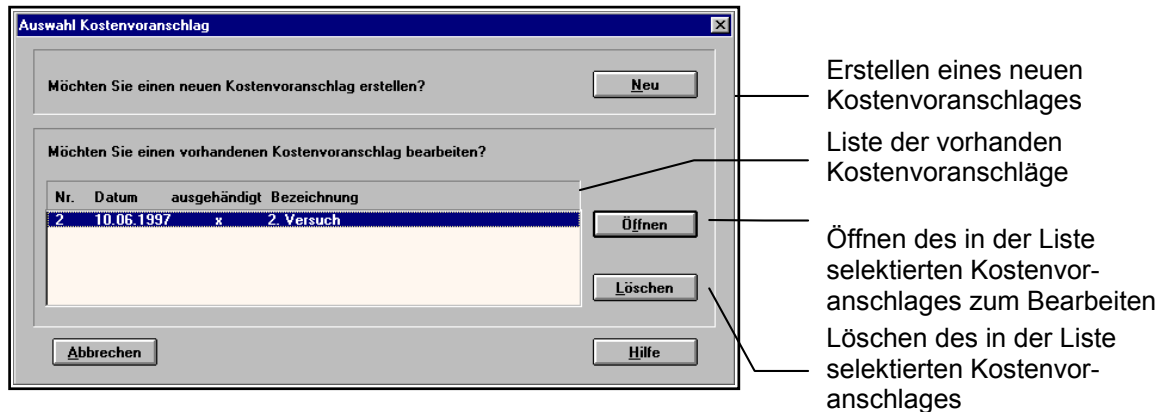 Auswahl Kostenvoranschlag
Möchten Sie einen neuen Kostenvoranschlag erstellen?
Neu
Möchten Sie einen vorhandenen Kostenvoranschlag bearbeiten?
Nr. Datum ausgehändigt Bezeichnung
2 10.06.1997 x 2. Versuch
Öffnen
Löschen
Abbrechen
Hilfe
Erstellen eines neuen
Kostenvoranschlages
Liste der vorhanden
Kostenvoranschläge
Öffnen des in der Liste
selektierten Kostenvor-
anschlages zum Bearbeiten
Löschen des in der Liste
selektierten Kostenvor-
anschlages